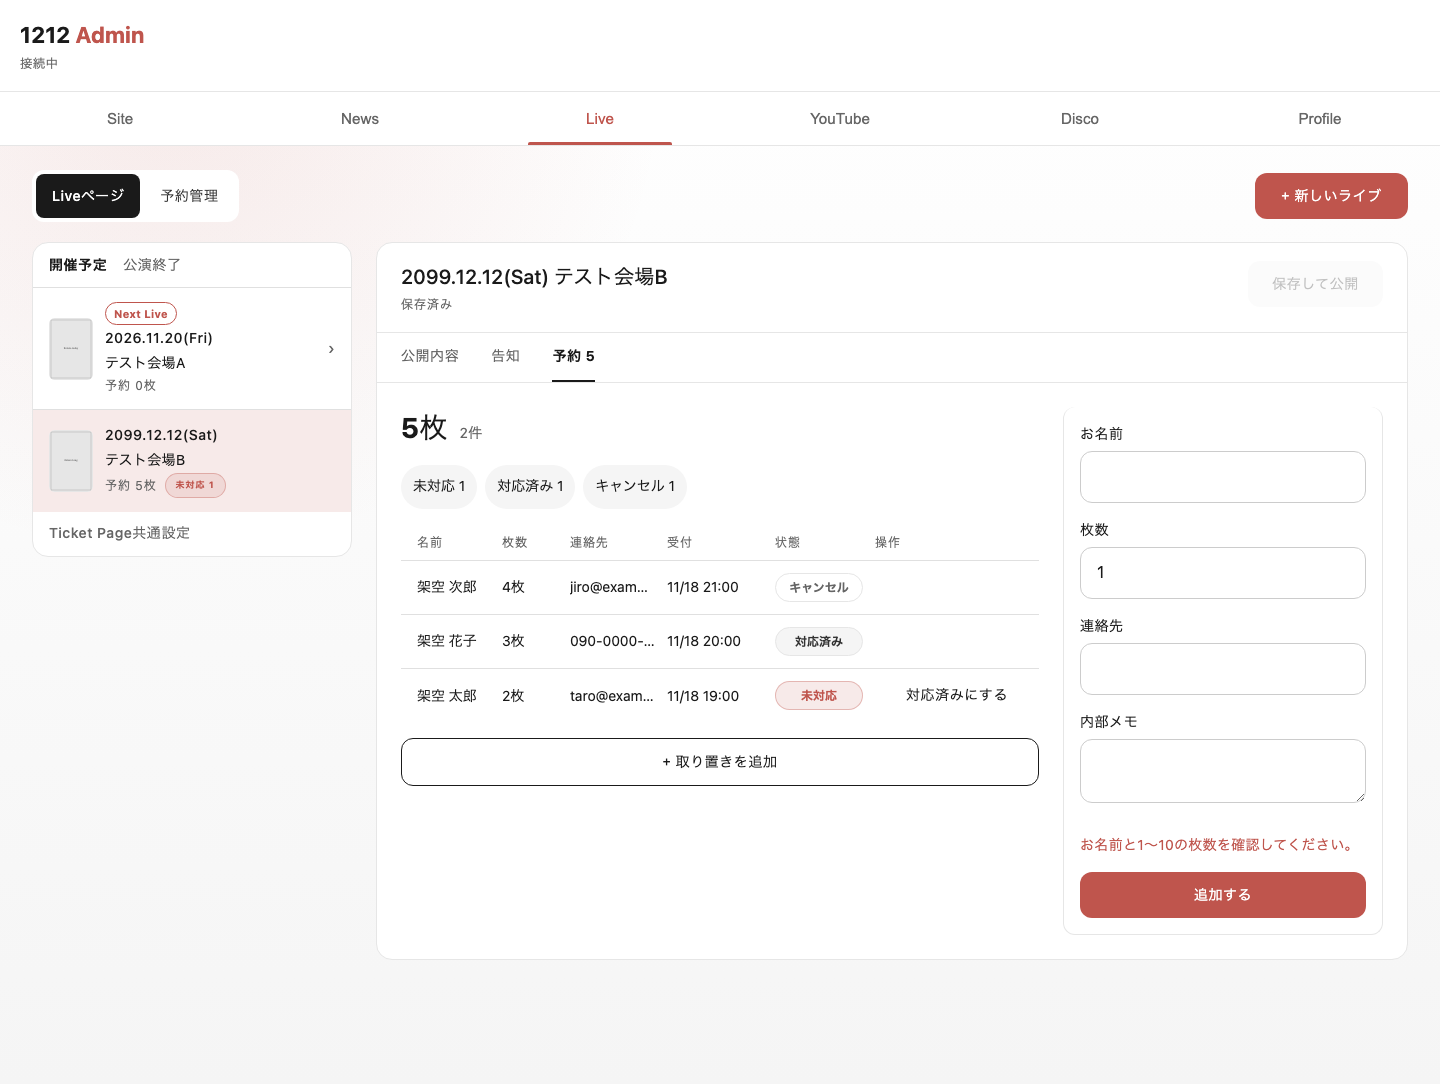 1212 Admin
接続中
Site News Live YouTube Disco Profile
Liveページ 予約管理
+ 新しいライブ
開催予定 公演終了
Next Live
2026.11.20(Fri)
テスト会場A
予約 0枚
›
2099.12.12(Sat)
テスト会場B
予約 5枚 未対応 1
Ticket Page共通設定
2099.12.12(Sat) テスト会場B
保存済み
保存して公開
公開内容 告知 予約 5
5枚 2件
未対応 1 対応済み 1 キャンセル 1
名前 枚数 連絡先 受付 状態 操作
架空 次郎 4枚 jiro@exam... 11/18 21:00 キャンセル
架空 花子 3枚 090-0000-... 11/18 20:00 対応済み
架空 太郎 2枚 taro@exam... 11/18 19:00 未対応 対応済みにする
+ 取り置きを追加
お名前
枚数
1
連絡先
内部メモ
お名前と1〜10の枚数を確認してください。
追加する